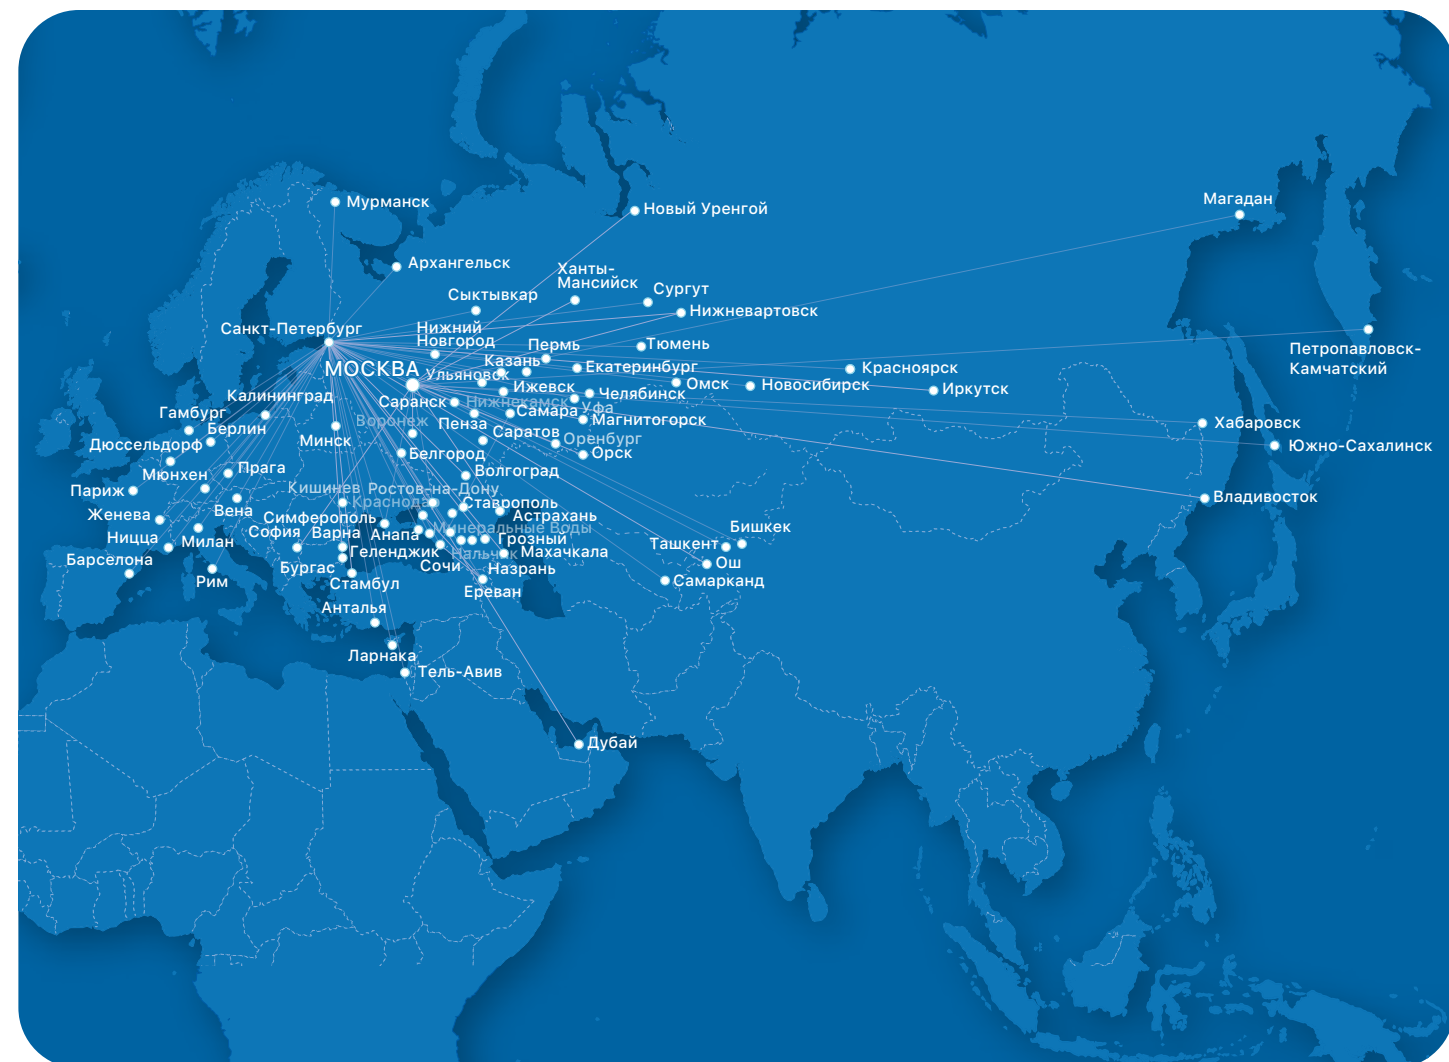 Магадан
Мурманск
Новый Уренгой
Архангельск
Ханты-
Мансийск
Сургут
Сыктывкар
Нижневартовск
Санкт-Петербург
Нижний
Новгород
Пермь
Тюмень
Петропавловск-
Камчатский
МОСКВА
Казань
Ульяновск
Екатеринбург
Красноярск
Омск
Новосибирск
Иркутск
Ижевск
Челябинск
Калининград
Саранск
Нижнекамск
Уфа
Гамбург
Самара
Магнитогорск
Воронеж
Пенза
Хабаровск
Берлин
Минск
Саратов
Оренбург
Дюссельдорф
Белгород
Орск
Южно-Сахалинск
Прага
Мюнхен
Волгоград
Париж
Кишинев
Ростов-на-Дону
Владивосток
Краснодар
Ставрополь
Вена
Женева
Симферополь
Астрахань
Минеральные Воды
Бишкек
София
Варна
Анапа
Ницца
Милан
Грозный
Ташкент
Геленджик
Нальчик
Махачкала
Барселона
Бургас
Сочи
Назрань
Ош
Рим
Стамбул
Самарканд
Ереван
Анталья
Ларнака
Тель-Авив
Дубай